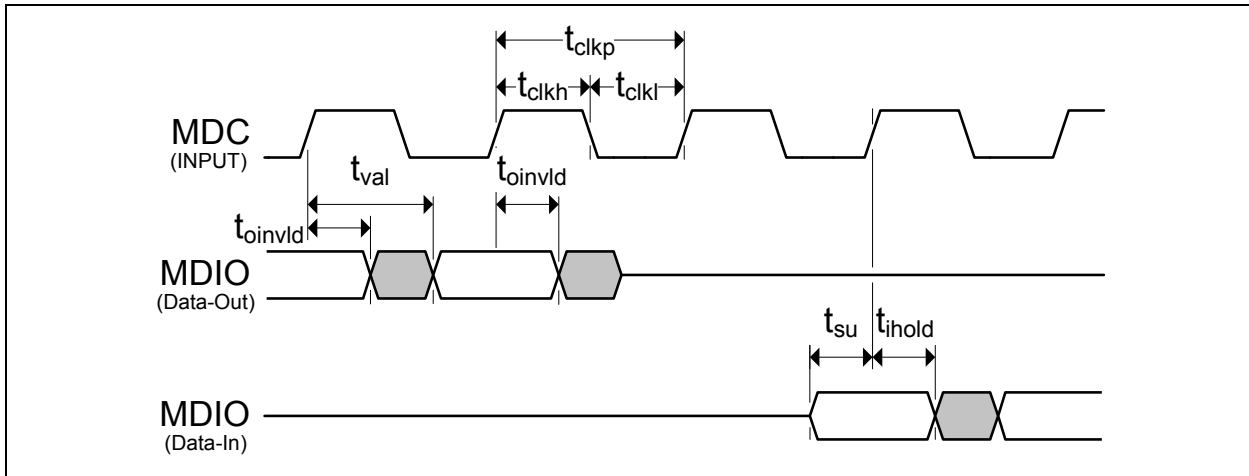 tclkp
tclkh tclkl
MDC
(INPUT)
tval
toinvld
toinvld
MDIO
(Data-Out)
tsu tihold
MDIO
(Data-In)